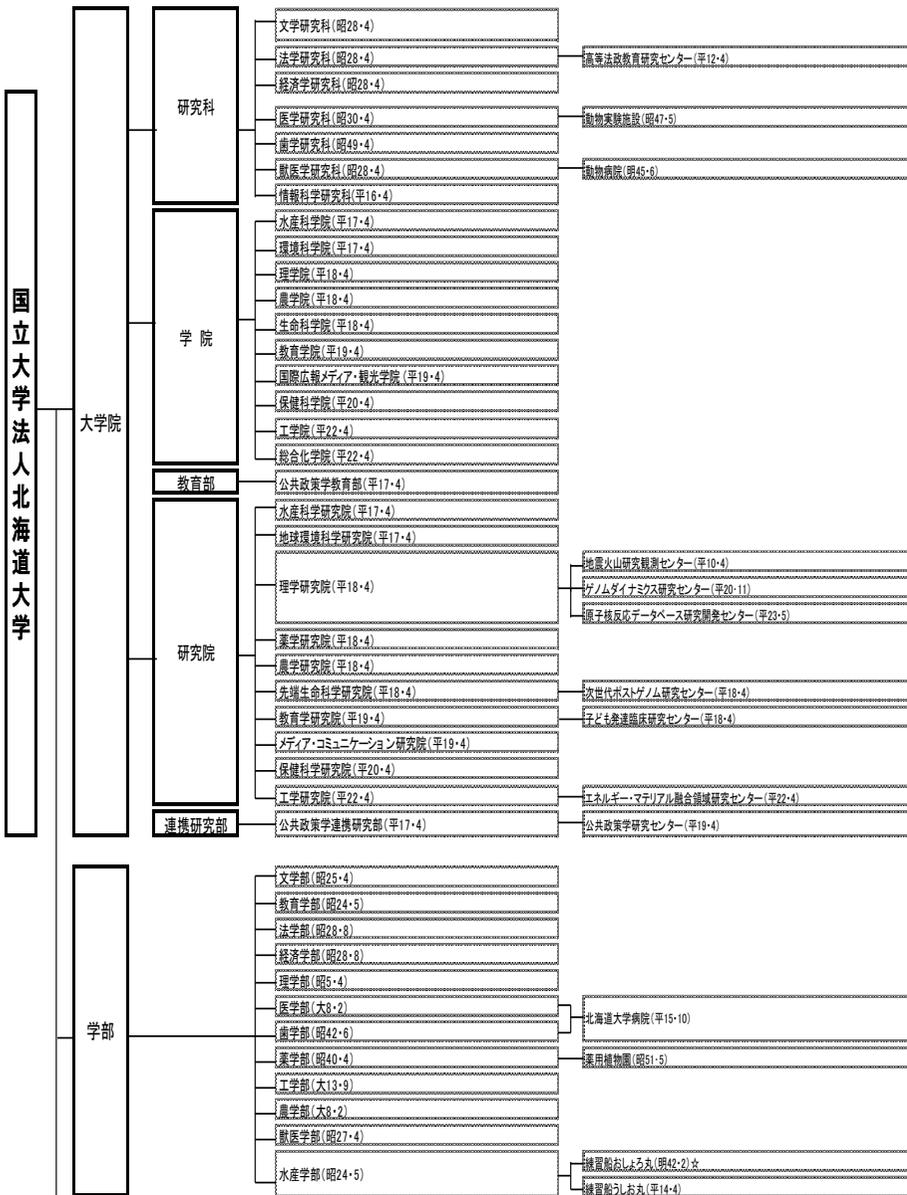 国立大学法人北海道大学
大学院
研究科
文学研究科(昭28・4)
法学研究科(昭28・4)
高等法政教育研究センター(平12・4)
経済学研究科(昭28・4)
医学研究科(昭30・4)
動物実験施設(昭47・5)
歯学研究科(昭49・4)
獣医学研究科(昭28・4)
動物病院(明45・6)
情報科学研究科(平16・4)
学 院
水産科学院(平17・4)
環境科学院(平17・4)
理学院(平18・4)
農学院(平18・4)
生命科学院(平18・4)
教育学院(平19・4)
国際広報メディア・観光学院(平19・4)
保健科学院(平20・4)
工学院(平22・4)
総合化学院(平22・4)
教育部
公共政策学教育部(平17・4)
研究院
水産科学研究院(平17・4)
地球環境科学研究院(平17・4)
理学研究院(平18・4)
地震火山研究観測センター(平10・4)
ゲノムダイナミクス研究センター(平20・11)
原子核反応データベース研究開発センター(平23・5)
薬学研究院(平18・4)
農学研究院(平18・4)
先端生命科学研究院(平18・4)
次世代ポストゲノム研究センター(平18・4)
教育学研究院(平19・4)
子ども発達臨床研究センター(平18・4)
メディア・コミュニケーション研究院(平19・4)
保健科学研究院(平20・4)
工学研究院(平22・4)
エネルギー・マテリアル融合領域研究センター(平22・4)
連携研究部
公共政策学連携研究部(平17・4)
公共政策学研究センター(平19・4)
学部
文学部(昭25・4)
教育学部(昭24・5)
法学部(昭28・8)
経済学部(昭28・8)
理学部(昭5・4)
医学部(大8・2)
北海道大学病院(平15・10)
歯学部(昭42・6)
薬学部(昭40・4)
薬用植物園(昭51・5)
工学部(大13・9)
農学部(大8・2)
獣医学部(昭27・4)
水産学部(昭24・5)
練習船おしょろ丸(明42・2)☆
練習船うしお丸(平14・4)